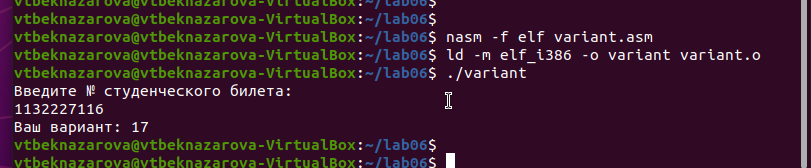 vtbeknazarova@vtbeknazarova-VirtualBox:~/lab06$
vtbeknazarova@vtbeknazarova-VirtualBox:~/lab06$
vtbeknazarova@vtbeknazarova-VirtualBox:~/lab06$ nasm -f elf variant.asm
vtbeknazarova@vtbeknazarova-VirtualBox:~/lab06$ ld -m elf_i386 -o variant variant.o
vtbeknazarova@vtbeknazarova-VirtualBox:~/lab06$ ./variant
Введите № студенческого билета:
1132227116
Ваш вариант: 17
vtbeknazarova@vtbeknazarova-VirtualBox:~/lab06$
vtbeknazarova@vtbeknazarova-VirtualBox:~/lab06$